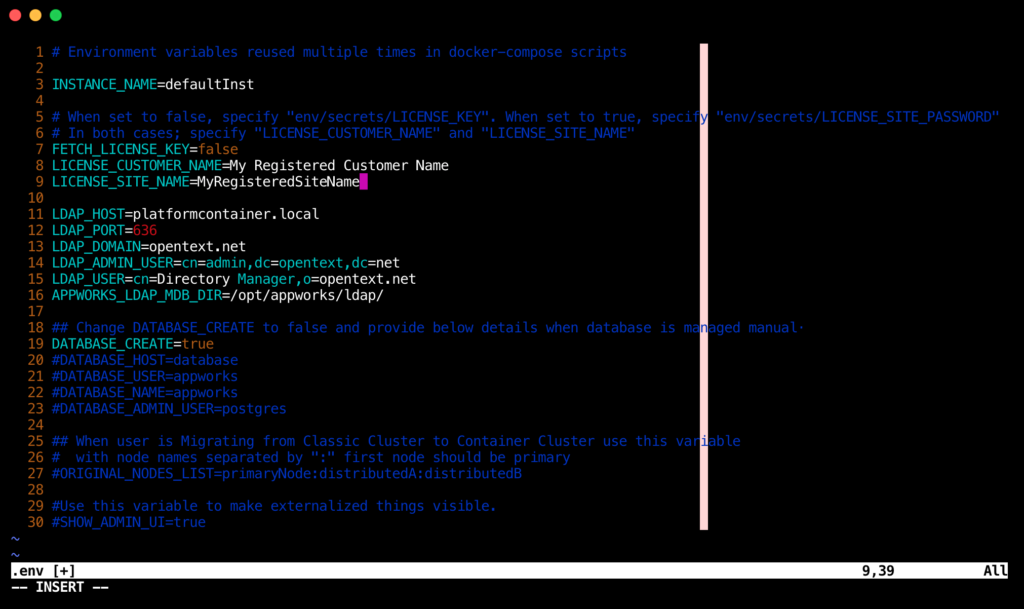 1 # Environment variables reused multiple times in docker-compose scripts
2
3 INSTANCE_NAME=defaultInst
4
5 # When set to false, specify "env/secrets/LICENSE_KEY". When set to true, specify "env/secrets/LICENSE_SITE_PASSWORD"
6 # In both cases; specify "LICENSE_CUSTOMER_NAME" and "LICENSE_SITE_NAME"
7 FETCH_LICENSE_KEY=false
8 LICENSE_CUSTOMER_NAME=My Registered Customer Name
9 LICENSE_SITE_NAME=MyRegisteredSiteName
10
11 LDAP_HOST=platformcontainer.local
12 LDAP_PORT=636
13 LDAP_DOMAIN=opentext.net
14 LDAP_ADMIN_USER=cn=admin,dc=opentext,dc=net
15 LDAP_USER=cn=Directory Manager,o=opentext.net
16 APPWORKS_LDAP_MDB_DIR=/opt/appworks/ldap/
17
18 ## Change DATABASE_CREATE to false and provide below details when database is managed manual·
19 DATABASE_CREATE=true
20 #DATABASE_HOST=database
21 #DATABASE_USER=appworks
22 #DATABASE_NAME=appworks
23 #DATABASE_ADMIN_USER=postgres
24
25 ## When user is Migrating from Classic Cluster to Container Cluster use this variable
26 #  with node names separated by ":" first node should be primary
27 #ORIGINAL_NODES_LIST=primaryNode:distributedA:distributedB
28
29 #Use this variable to make externalized things visible.
30 #SHOW_ADMIN_UI=true
~
~
.env [+] 9,39 All
-- INSERT --